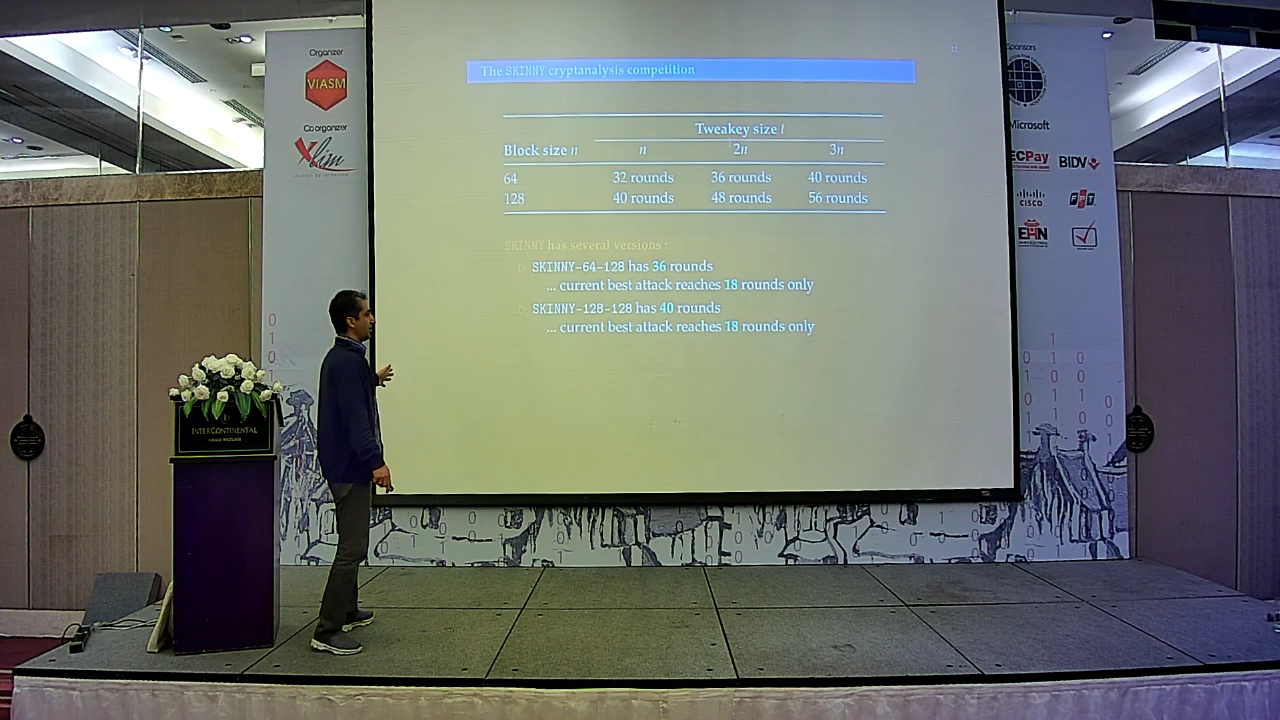 Organizer
VIASM
Co organizer
Xlim
The SKINNY cryptanalysis competition
Tweakey size t
Block size n
n
2n
3n
64
32 rounds
36 rounds
40 rounds
128
40 rounds
48 rounds
56 rounds
SKINNY has several versions :
SKINNY-64-128 has 36 rounds
... current best attack reaches 18 rounds only
SKINNY-128-128 has 40 rounds
... current best attack reaches 18 rounds only
Sponsors
Microsoft
ECPay
BIDV
CISCO
INTERCONTINENTAL